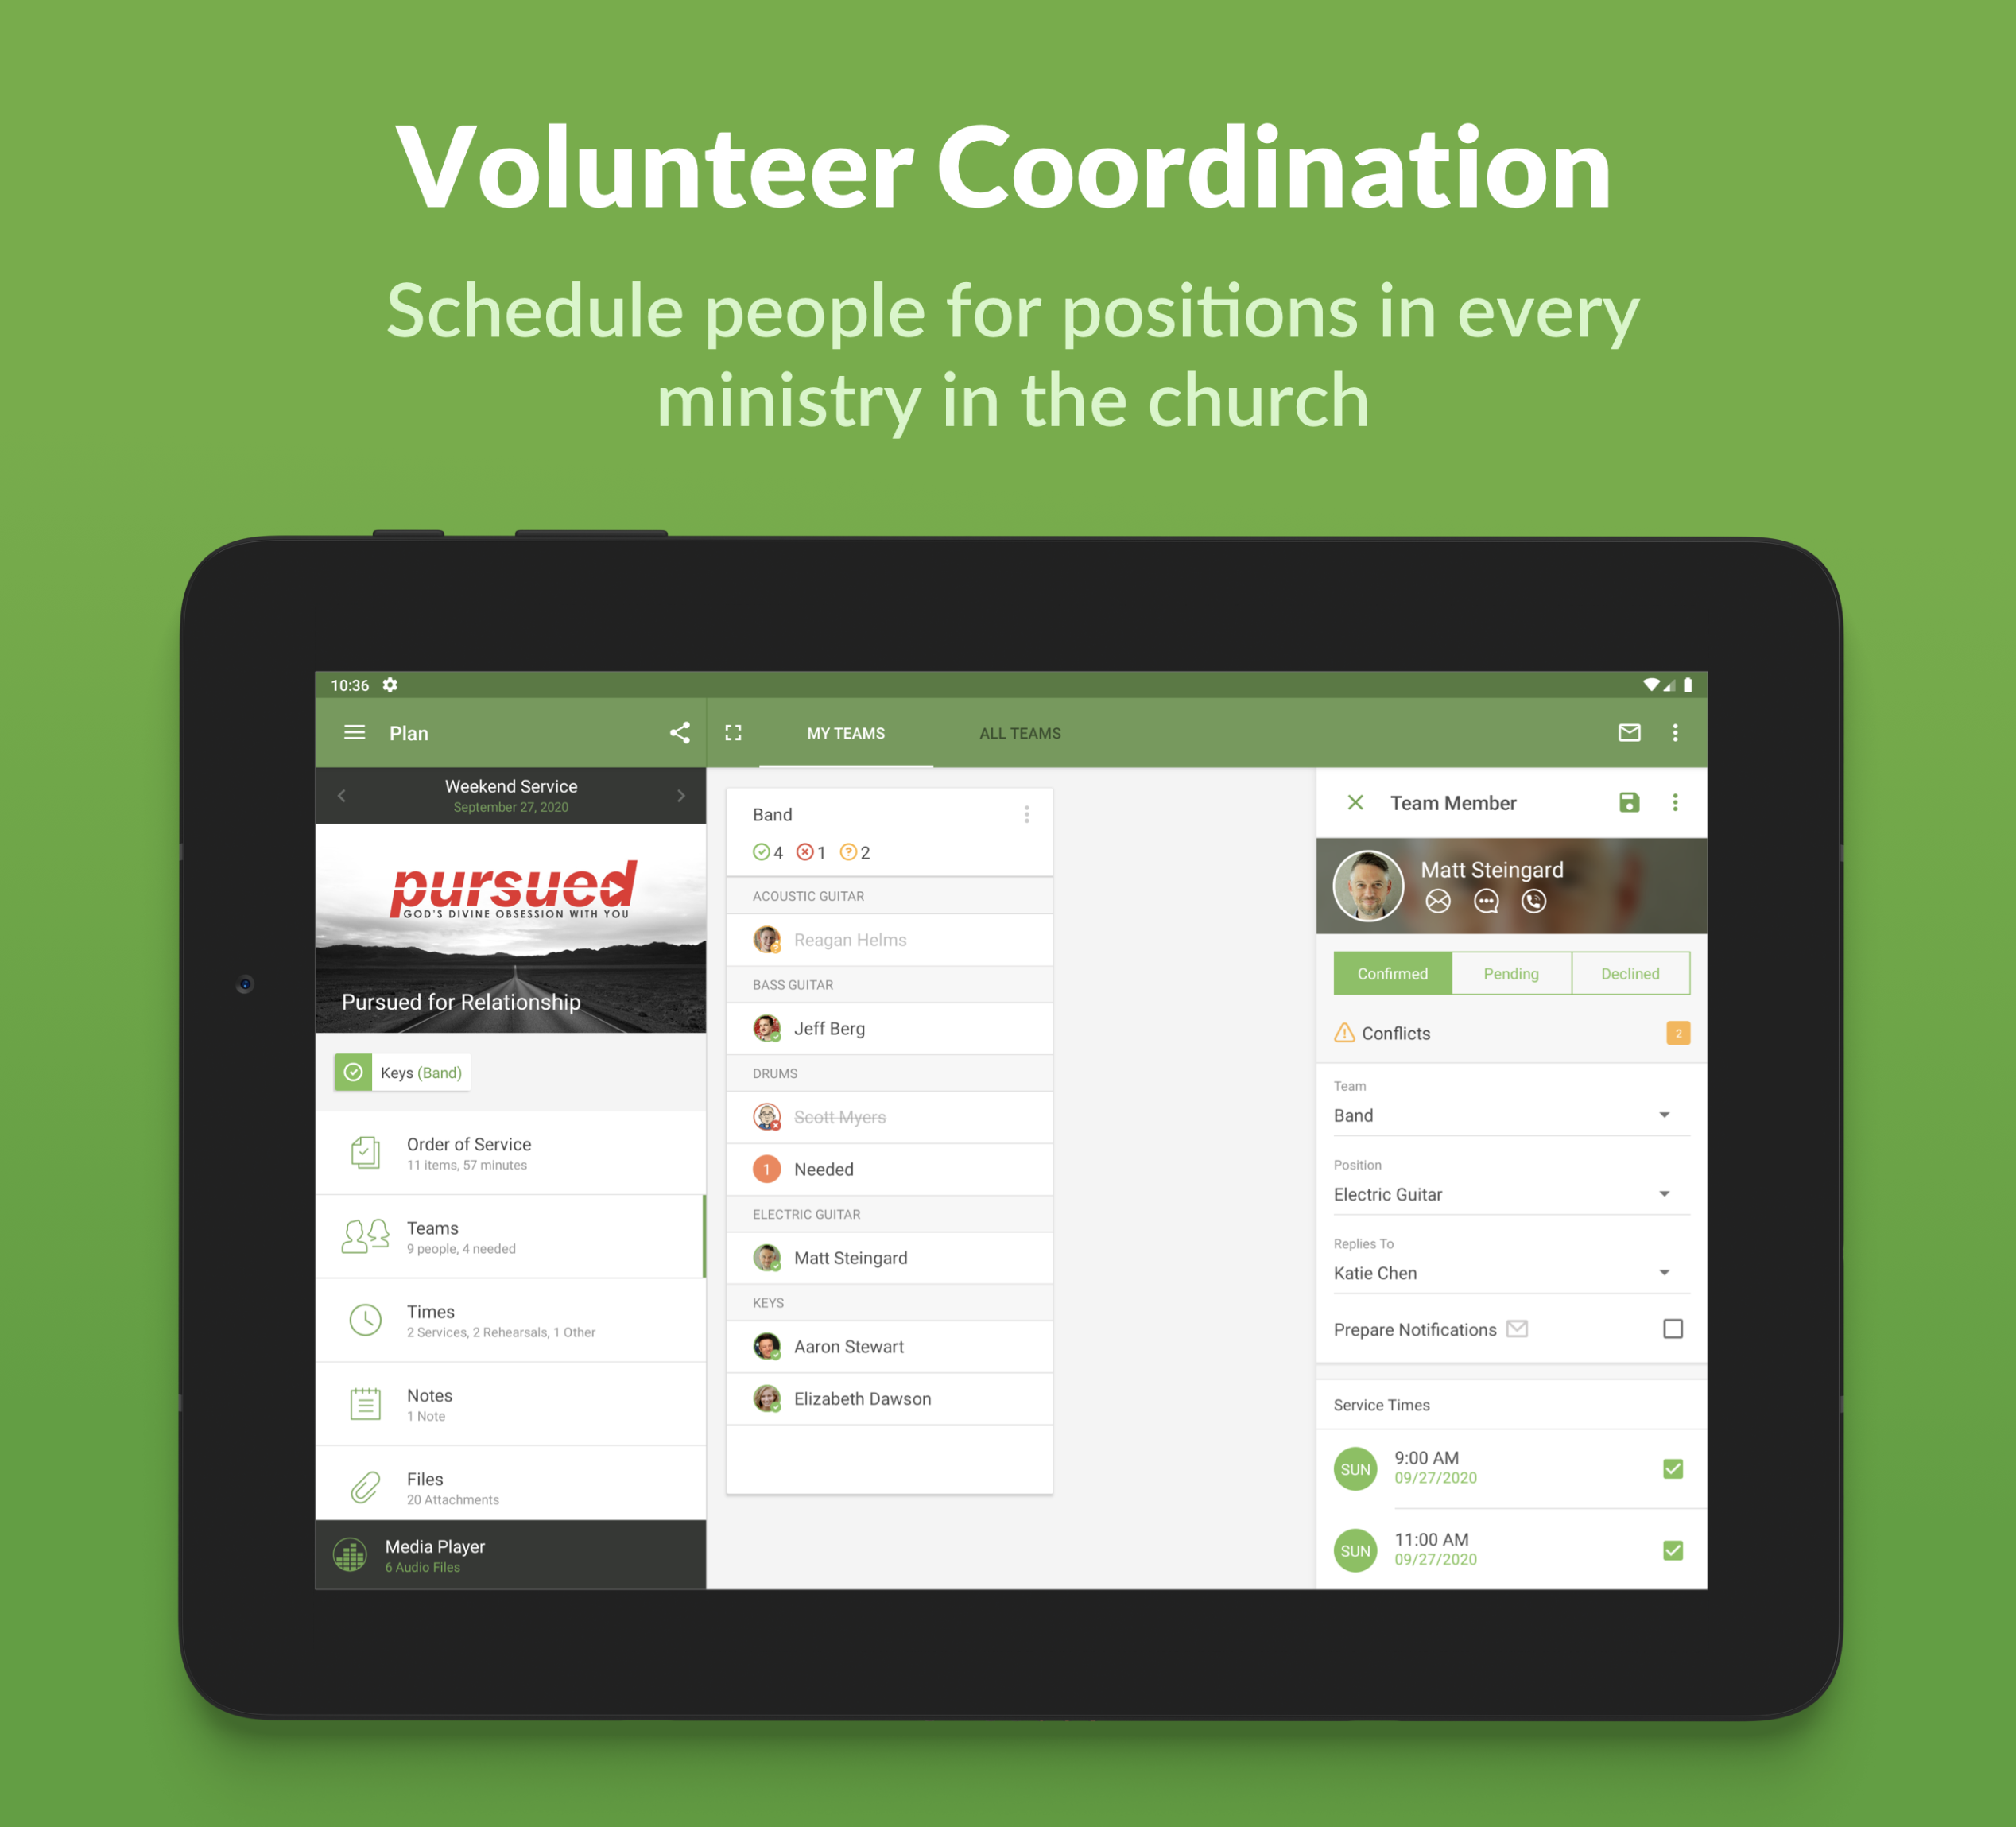 Volunteer Coordination
Schedule people for positions in every
ministry in the church
10:36
Plan
MY TEAMS
ALL TEAMS
Weekend Service
September 27, 2020
pursued
GOD'S DIVINE OBSESSION WITH YOU
Pursued for Relationship
Keys (Band)
Order of Service
11 items, 57 minutes
Teams
9 people, 4 needed
Times
2 Services, 2 Rehearsals, 1 Other
Notes
1 Note
Files
20 Attachments
Media Player
6 Audio Files
Band
4 1 2
ACOUSTIC GUITAR
Reagan Helms
BASS GUITAR
Jeff Berg
DRUMS
Scott Myers
1 Needed
ELECTRIC GUITAR
Matt Steingard
KEYS
Aaron Stewart
Elizabeth Dawson
Team Member
Matt Steingard
Confirmed Pending Declined
Conflicts 2
Team
Band
Position
Electric Guitar
Replies To
Katie Chen
Prepare Notifications
Service Times
SUN
9:00 AM
09/27/2020
SUN
11:00 AM
09/27/2020